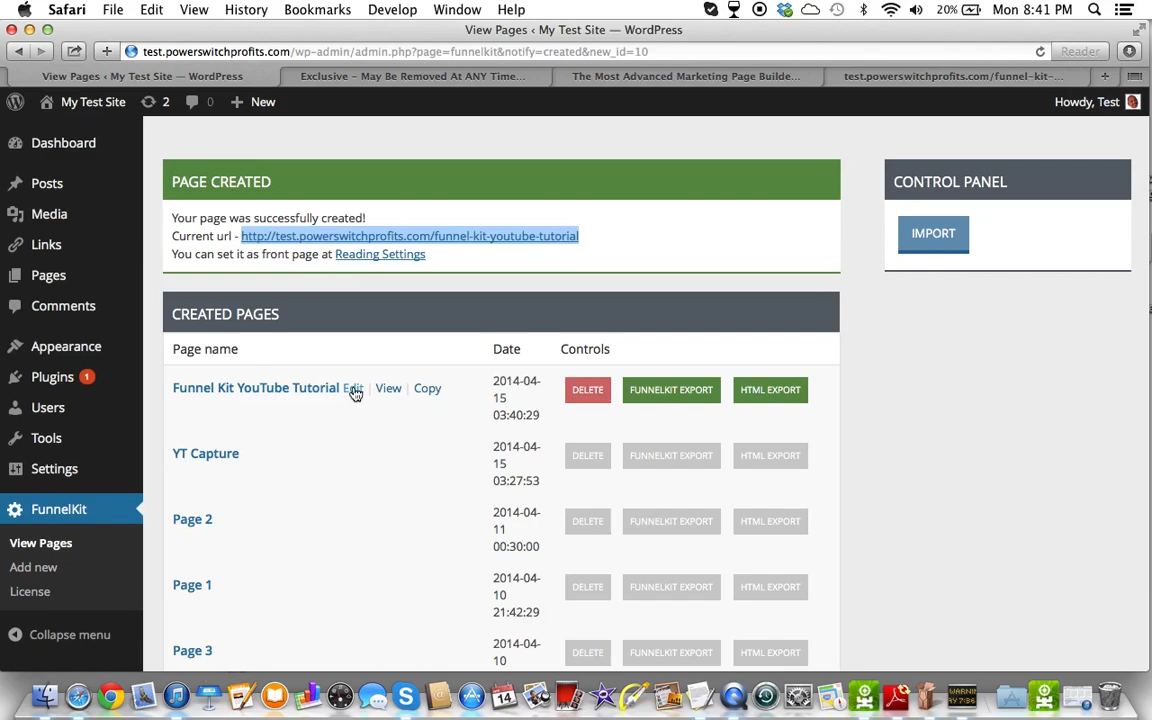 Safari File Edit View History Bookmarks Develop Window Help 20% Mon 8:41 PM
View Pages ‹ My Test Site — WordPress
test.powerswitchprofits.com/wp-admin/admin.php?page=funnelkit&notify=created&new_id=10 Reader
View Pages ‹ My Test Site — WordPress Exclusive - May Be Removed At ANY Time... The Most Advanced Marketing Page Builde... test.powerswitchprofits.com/funnel-kit-...
My Test Site 2 0 New Howdy, Test
Dashboard
Posts
Media
Links
Pages
Comments
Appearance
Plugins 1
Users
Tools
Settings
FunnelKit
View Pages
Add new
License
Collapse menu
PAGE CREATED
Your page was successfully created!
Current url - http://test.powerswitchprofits.com/funnel-kit-youtube-tutorial
You can set it as front page at Reading Settings
CONTROL PANEL
IMPORT
CREATED PAGES
Page name Date Controls
Funnel Kit YouTube Tutorial Edit | View | Copy 2014-04-
15
03:40:29
DELETE FUNNELKIT EXPORT HTML EXPORT
YT Capture 2014-04-
15
03:27:53
DELETE FUNNELKIT EXPORT HTML EXPORT
Page 2 2014-04-
11
00:30:00
DELETE FUNNELKIT EXPORT HTML EXPORT
Page 1 2014-04-
10
21:42:29
DELETE FUNNELKIT EXPORT HTML EXPORT
Page 3 2014-04-
10
DELETE FUNNELKIT EXPORT HTML EXPORT